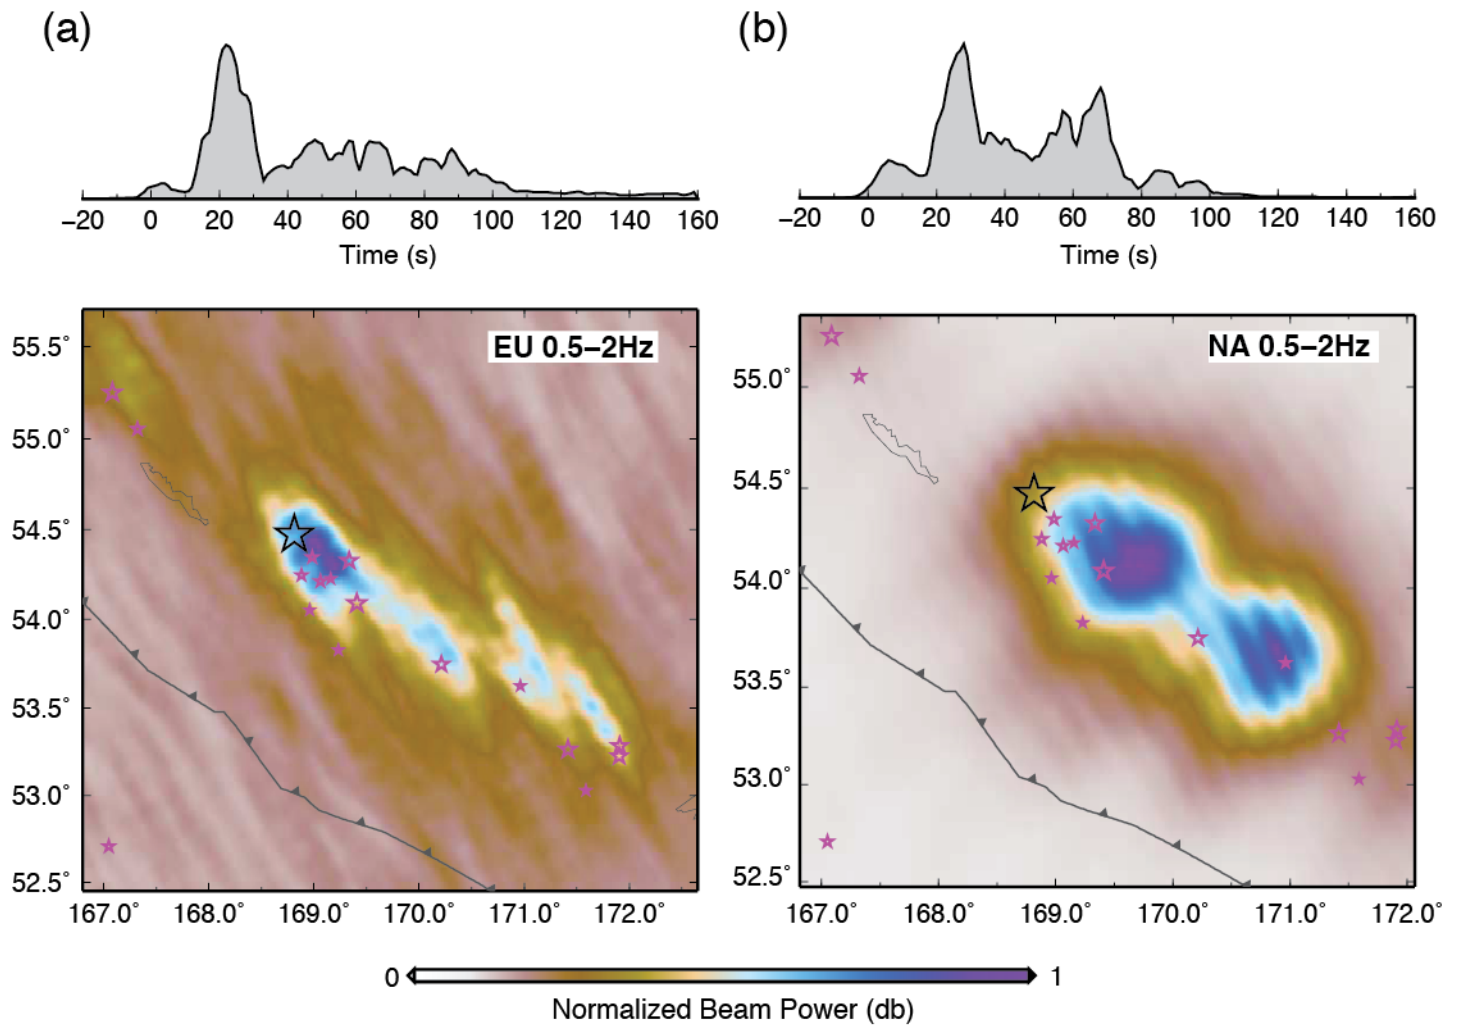 (a)
(b)
−20 0 20 40 60 80 100 120 140 160
−20 0 20 40 60 80 100 120 140 160
Time (s)
Time (s)
EU 0.5−2Hz
55.5˚
55.0˚
54.5˚
54.0˚
53.5˚
53.0˚
52.5˚
167.0˚ 168.0˚ 169.0˚ 170.0˚ 171.0˚ 172.0˚
NA 0.5−2Hz
55.0˚
54.5˚
54.0˚
53.5˚
53.0˚
52.5˚
167.0˚ 168.0˚ 169.0˚ 170.0˚ 171.0˚ 172.0˚
0 1
Normalized Beam Power (db)